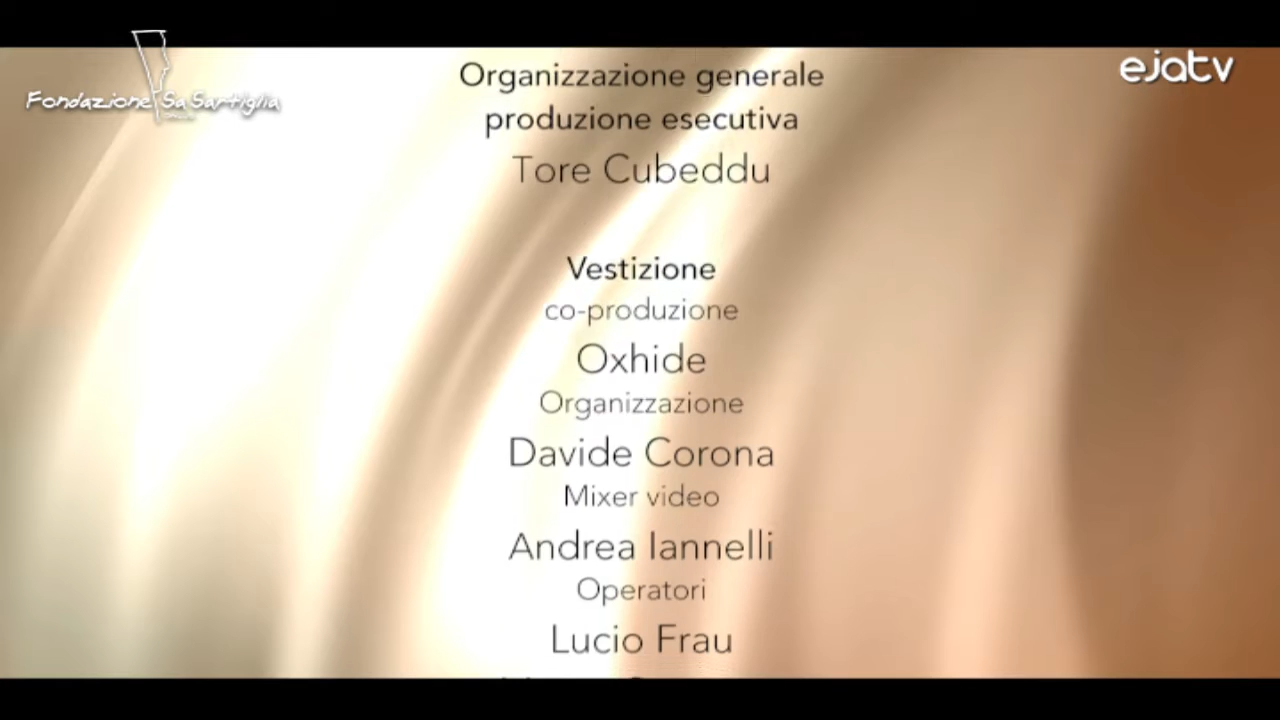 Fondazione Sa Sartiglia
ejatv
Organizzazione generale
produzione esecutiva
Tore Cubeddu
Vestizione
co-produzione
Oxhide
Organizzazione
Davide Corona
Mixer video
Andrea Iannelli
Operatori
Lucio Frau